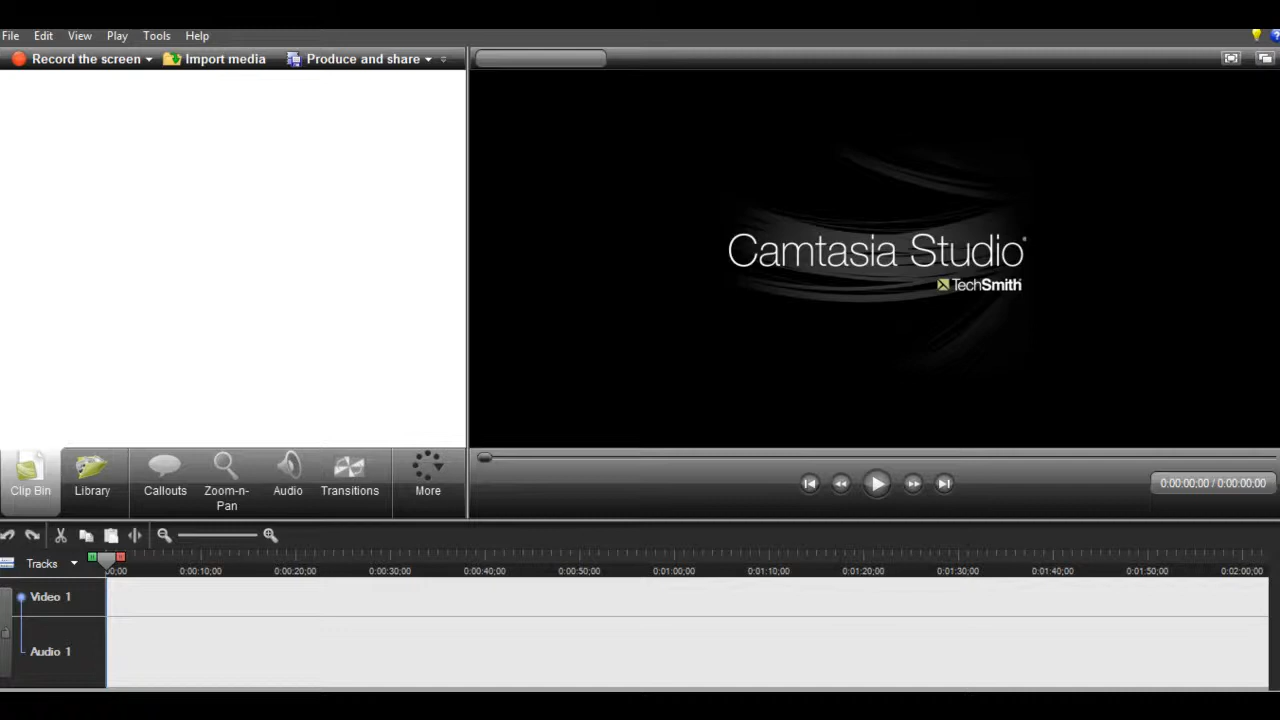 File Edit View Play Tools Help
Record the screen Import media Produce and share
Camtasia Studio®
TechSmith
Clip Bin Library Callouts Zoom-n-Pan Audio Transitions More
0:00:00;00 / 0:00:00;00
Tracks
00;00 0:00:10;00 0:00:20;00 0:00:30;00 0:00:40;00 0:00:50;00 0:01:00;00 0:01:10;00 0:01:20;00 0:01:30;00 0:01:40;00 0:01:50;00 0:02:00;00
Video 1
Audio 1